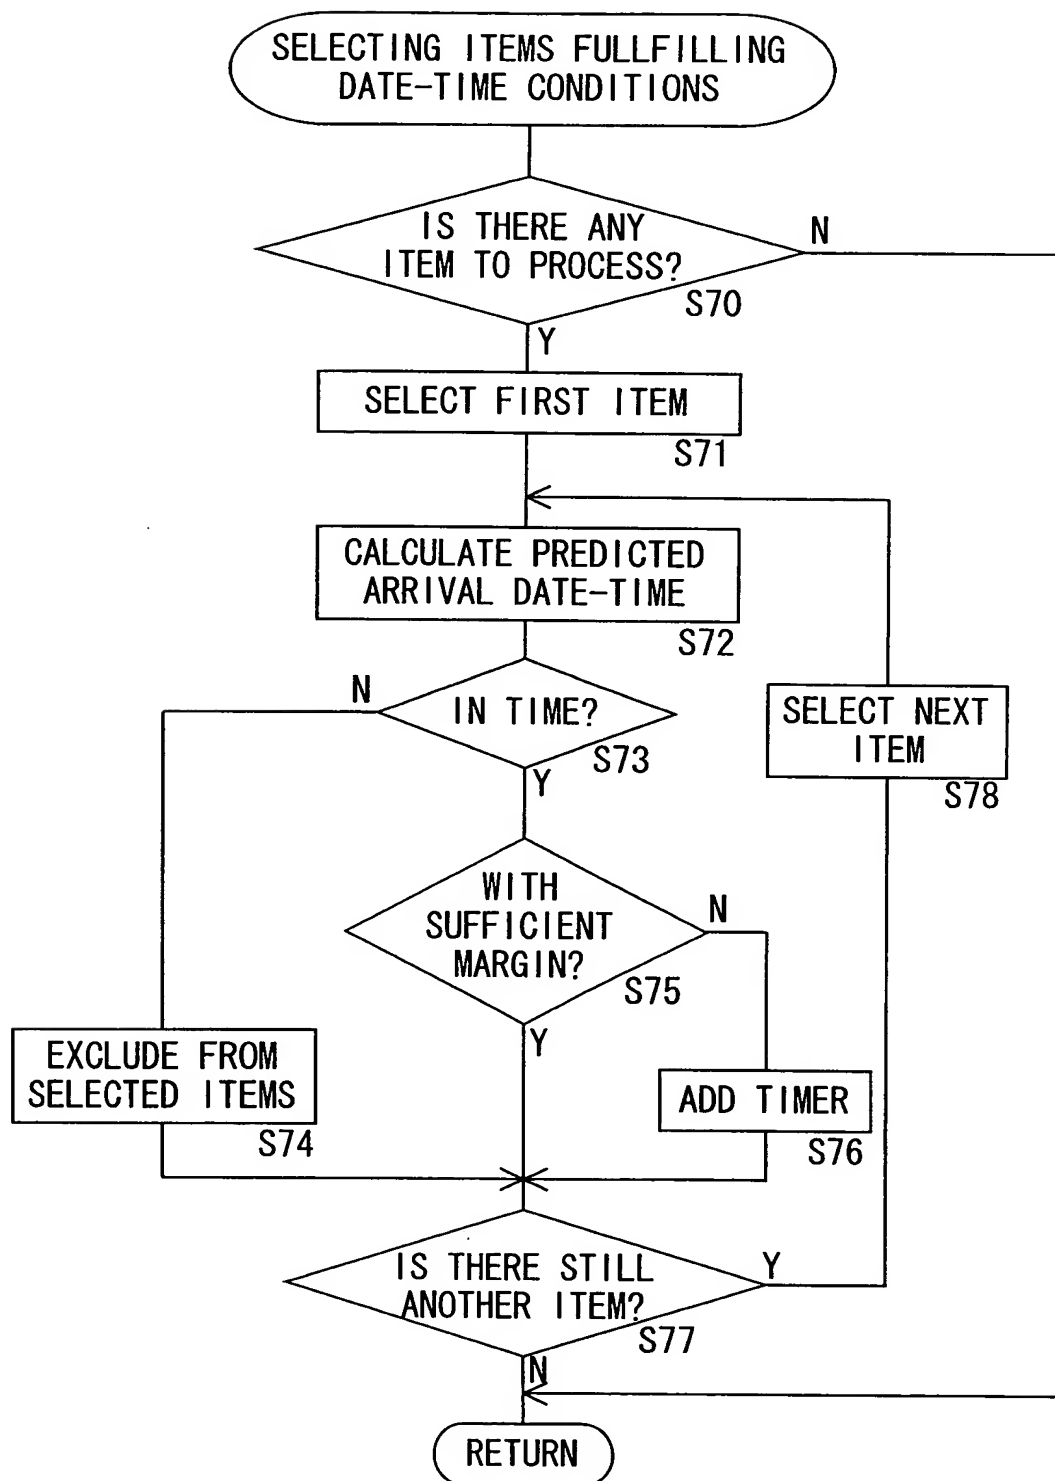 SELECTING ITEMS FULLFILLING
DATE-TIME CONDITIONS
IS THERE ANY
ITEM TO PROCESS?
N
S70
Y
SELECT FIRST ITEM
S71
CALCULATE PREDICTED
ARRIVAL DATE-TIME
S72
N
IN TIME?
S73
Y
SELECT NEXT
ITEM
S78
WITH
SUFFICIENT
MARGIN?
N
S75
Y
EXCLUDE FROM
SELECTED ITEMS
S74
ADD TIMER
S76
IS THERE STILL
ANOTHER ITEM?
Y
S77
N
RETURN